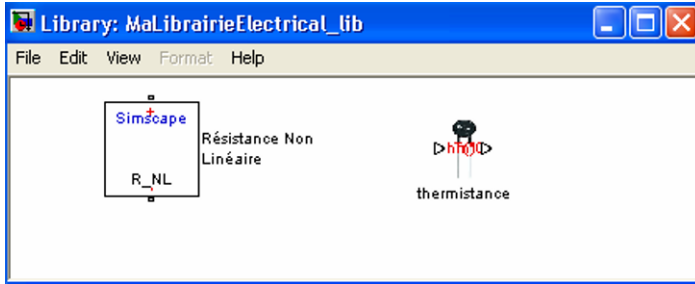 Library: MaLibrairieElectrical_lib
File Edit View Format Help
Simscape
Résistance Non
Linéaire
R_NL
thermistance